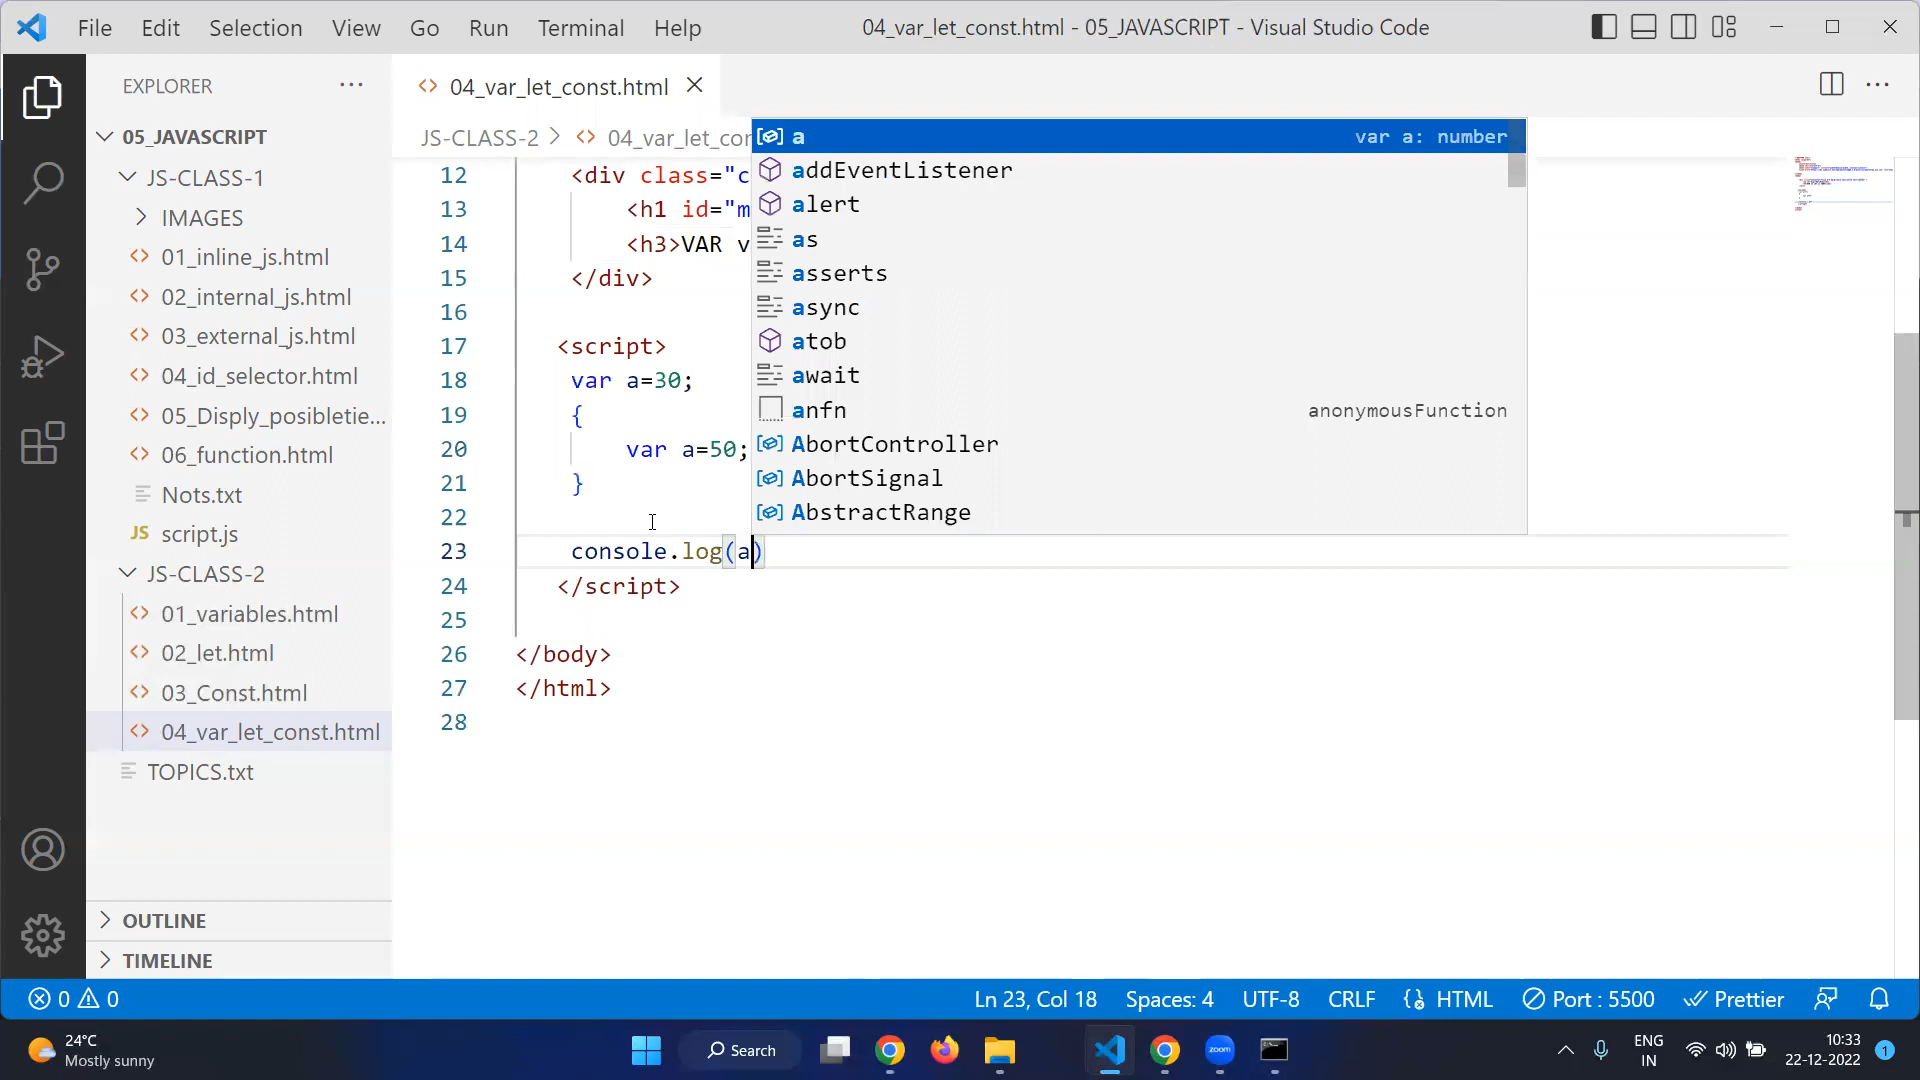 File Edit Selection View Go Run Terminal Help
04_var_let_const.html - 05_JAVASCRIPT - Visual Studio Code
EXPLORER
05_JAVASCRIPT
JS-CLASS-1
IMAGES
01_inline_js.html
02_internal_js.html
03_external_js.html
04_id_selector.html
05_Disply_posibletie...
06_function.html
Nots.txt
JS script.js
JS-CLASS-2
01_variables.html
02_let.html
03_Const.html
04_var_let_const.html
TOPICS.txt
OUTLINE
TIMELINE
04_var_let_const.html
JS-CLASS-2 > 04_var_let_cor
12 <div class="c
13 <h1 id="m
14 <h3>VAR v
15 </div>
16
17 <script>
18 var a=30;
19 {
20 var a=50;
21 }
22
23 console.log(a)
24 </script>
25
26 </body>
27 </html>
28
a var a: number
addEventListener
alert
as
asserts
async
atob
await
anfn anonymousFunction
AbortController
AbortSignal
AbstractRange
0 0 Ln 23, Col 18 Spaces: 4 UTF-8 CRLF HTML Port : 5500 Prettier
24°C
Mostly sunny
Search
zoom
ENG
IN
10:33
22-12-2022
1